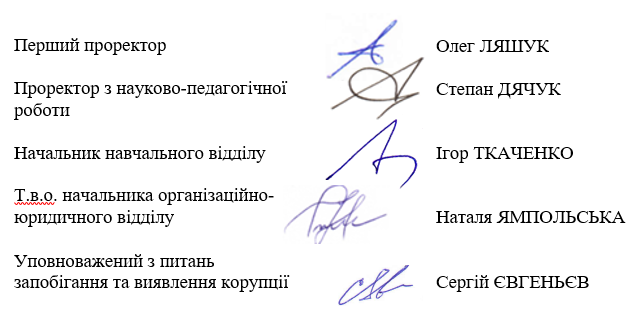 Перший проректор Олег ЛЯШУК
Проректор з науково-педагогічної
роботи Степан ДЯЧУК
Начальник навчального відділу Ігор ТКАЧЕНКО
Т.в.о. начальника організаційно-
юридичного відділу Наталя ЯМПОЛЬСЬКА
Уповноважений з питань
запобігання та виявлення корупції Сергій ЄВГЕНЬЄВ